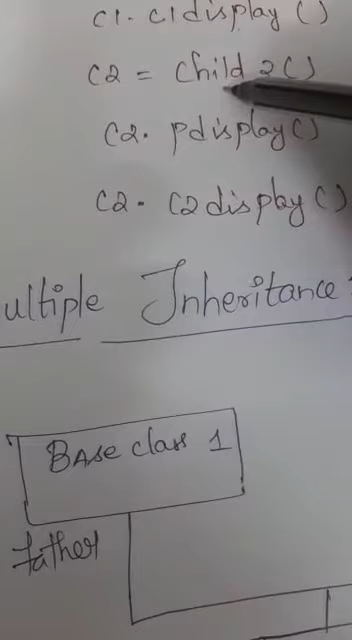 C1. C1display()
C2 = Child 2()
C2. pdisplay()
C2. C2display()
ultiple Inheritance:
Base class 1
father